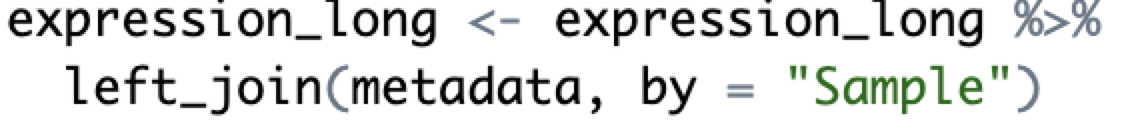 expression_long <- expression_long %>%
  left_join(metadata, by = "Sample")